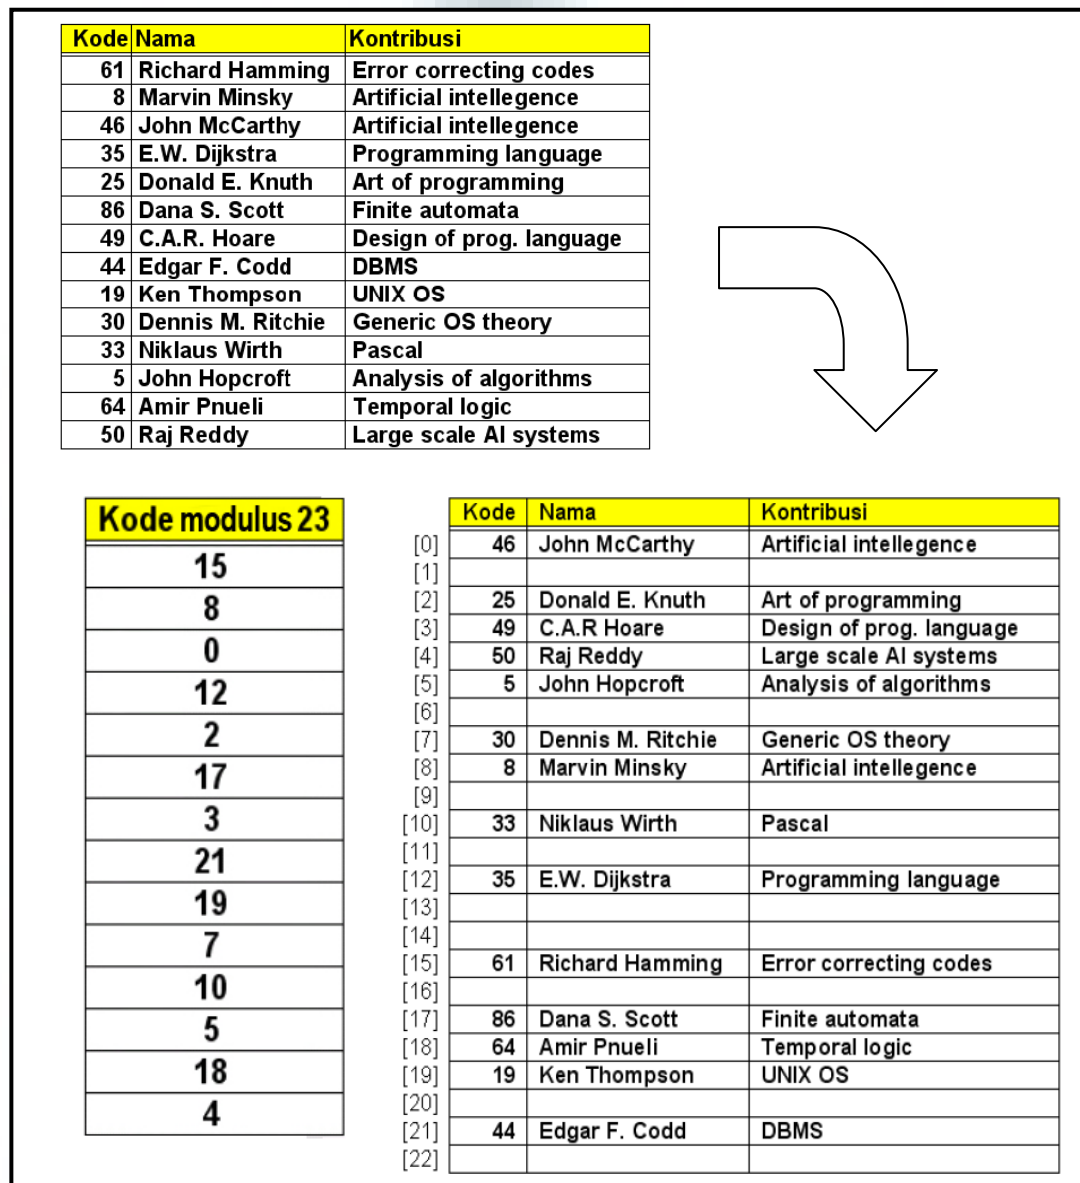 Kode Nama Kontribusi
61 Richard Hamming Error correcting codes
8 Marvin Minsky Artificial intellegence
46 John McCarthy Artificial intellegence
35 E.W. Dijkstra Programming language
25 Donald E. Knuth Art of programming
86 Dana S. Scott Finite automata
49 C.A.R. Hoare Design of prog. language
44 Edgar F. Codd DBMS
19 Ken Thompson UNIX OS
30 Dennis M. Ritchie Generic OS theory
33 Niklaus Wirth Pascal
5 John Hopcroft Analysis of algorithms
64 Amir Pnueli Temporal logic
50 Raj Reddy Large scale AI systems
Kode modulus 23
15
8
0
12
2
17
3
21
19
7
10
5
18
4
Kode Nama Kontribusi
[0] 46 John McCarthy Artificial intellegence
[1]
[2] 25 Donald E. Knuth Art of programming
[3] 49 C.A.R Hoare Design of prog. language
[4] 50 Raj Reddy Large scale AI systems
[5] 5 John Hopcroft Analysis of algorithms
[6]
[7] 30 Dennis M. Ritchie Generic OS theory
[8] 8 Marvin Minsky Artificial intellegence
[9]
[10] 33 Niklaus Wirth Pascal
[11]
[12] 35 E.W. Dijkstra Programming language
[13]
[14]
[15] 61 Richard Hamming Error correcting codes
[16]
[17] 86 Dana S. Scott Finite automata
[18] 64 Amir Pnueli Temporal logic
[19] 19 Ken Thompson UNIX OS
[20]
[21] 44 Edgar F. Codd DBMS
[22]